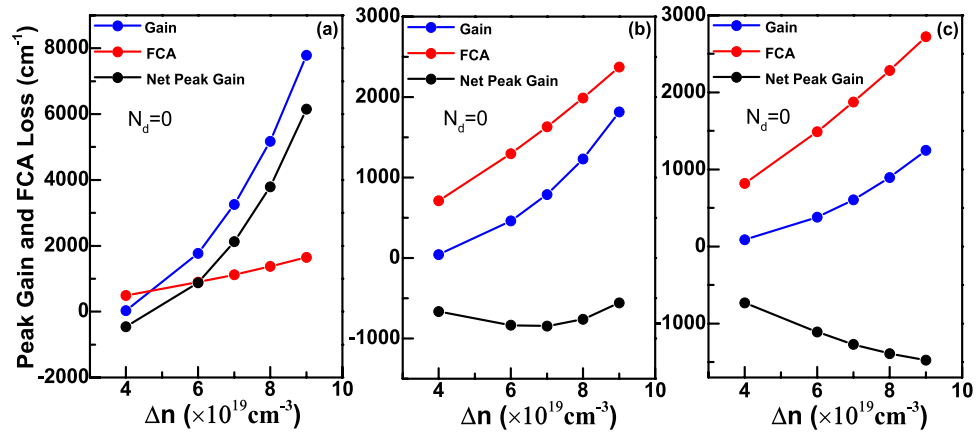 Peak Gain and FCA Loss (cm⁻¹)
(a)
Gain
FCA
Net Peak Gain
N_d=0
8000
6000
4000
2000
0
-2000
4 6 8 10
Δn (×10¹⁹cm⁻³)
(b)
Gain
FCA
Net Peak Gain
N_d=0
3000
2000
1000
0
-1000
4 6 8 10
Δn (×10¹⁹cm⁻³)
(c)
Gain
FCA
Net Peak Gain
N_d=0
3000
2000
1000
0
-1000
4 6 8 10
Δn (×10¹⁹cm⁻³)